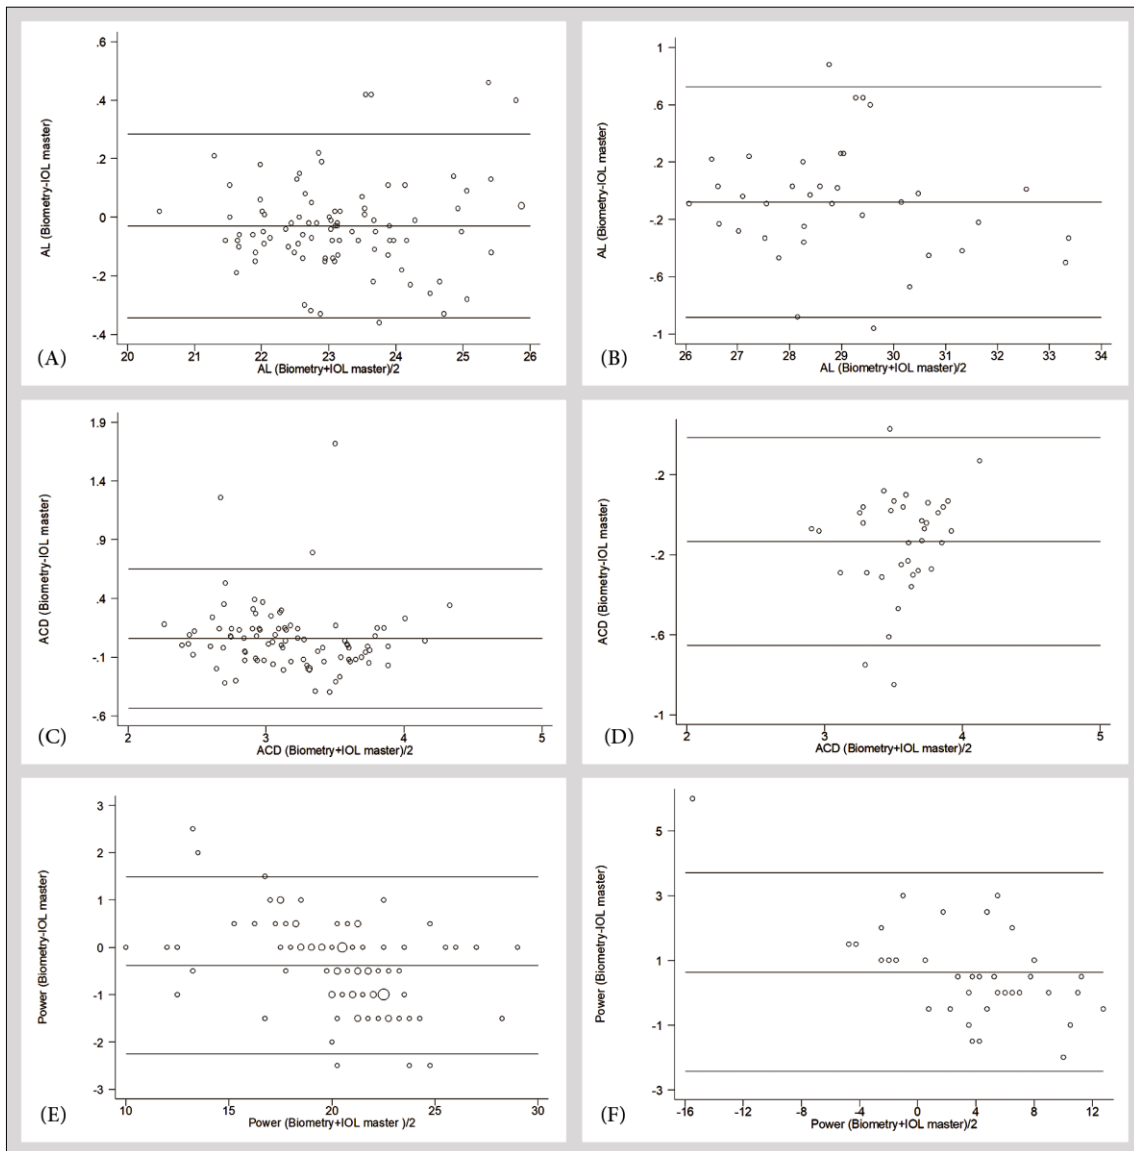 .6
.4
.2
0
-.2
-.4
AL (Biometry-IOL master)
20 21 22 23 24 25 26
AL (Biometry+IOL master)/2
(A)
1
.6
.2
-.2
-.6
-1
AL (Biometry-IOL master)
26 27 28 29 30 31 32 33 34
AL (Biometry+IOL master)/2
(B)
1.9
1.4
.9
.4
-.1
-.6
ACD (Biometry-IOL master)
2 3 4 5
ACD (Biometry+IOL master)/2
(C)
.2
-.2
-.6
-1
ACD (Biometry-IOL master)
2 3 4 5
ACD (Biometry+IOL master)/2
(D)
3
2
1
0
-1
-2
-3
Power (Biometry-IOL master)
10 15 20 25 30
Power (Biometry+IOL master )/2
(E)
5
3
1
-1
-3
Power (Biometry-IOL master)
-16 -12 -8 -4 0 4 8 12
Power (Biometry+IOL master)/2
(F)